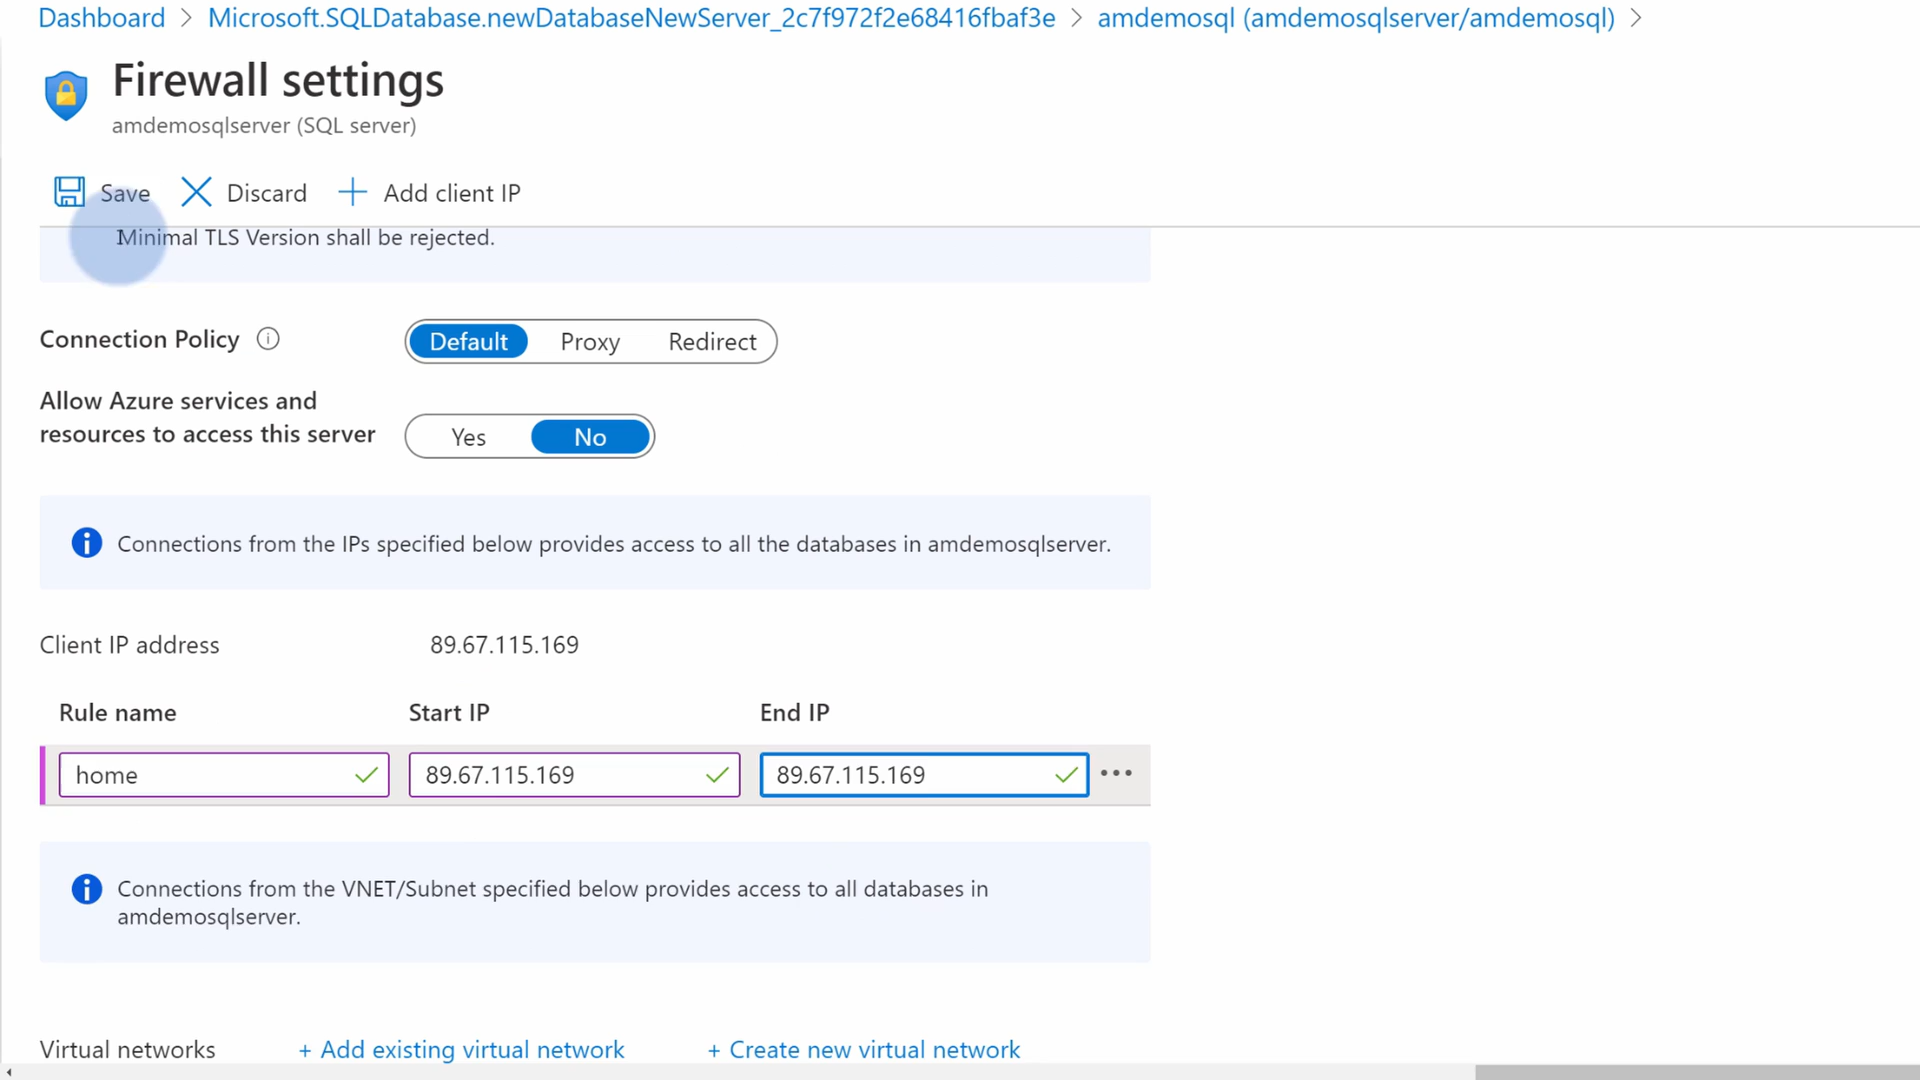 Dashboard > Microsoft.SQLDatabase.newDatabaseNewServer_2c7f972f2e68416fbaf3e > amdemosql (amdemosqlserver/amdemosql) >
Firewall settings
amdemosqlserver (SQL server)
Save Discard + Add client IP
Minimal TLS Version shall be rejected.
Connection Policy Default Proxy Redirect
Allow Azure services and
resources to access this server Yes No
Connections from the IPs specified below provides access to all the databases in amdemosqlserver.
Client IP address 89.67.115.169
Rule name Start IP End IP
home 89.67.115.169 89.67.115.169 •••
Connections from the VNET/Subnet specified below provides access to all databases in
amdemosqlserver.
Virtual networks + Add existing virtual network + Create new virtual network